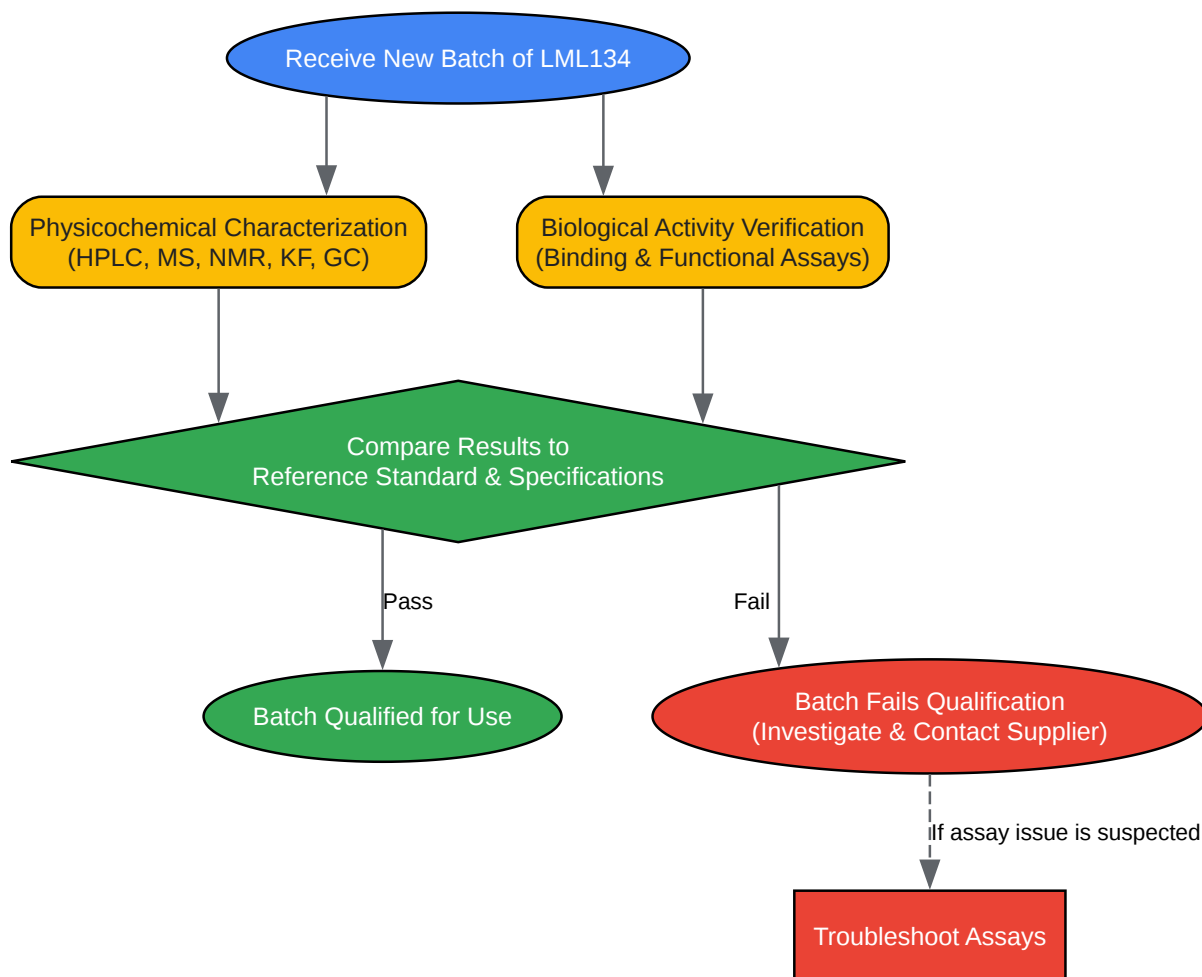 Receive New Batch of LML134
Physicochemical Characterization
(HPLC, MS, NMR, KF, GC)
Biological Activity Verification
(Binding & Functional Assays)
Compare Results to
Reference Standard & Specifications
Pass
Fail
Batch Qualified for Use
Batch Fails Qualification
(Investigate & Contact Supplier)
If assay issue is suspected
Troubleshoot Assays